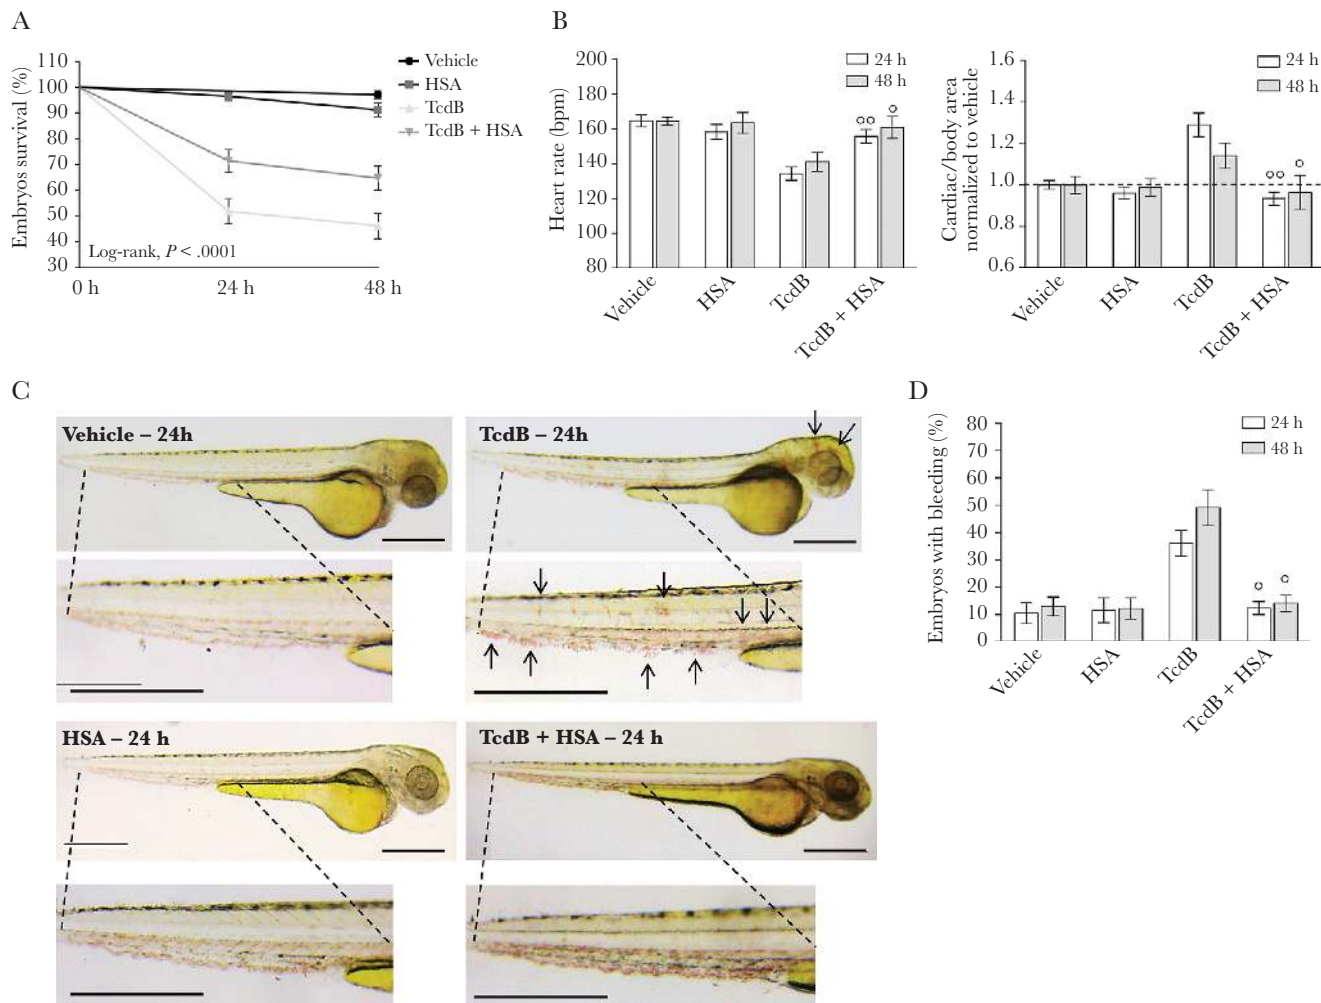 A
Embryos survival (%)
110
100
90
80
70
60
50
40
30
0 h
24 h
48 h
Log-rank, P < .0001
Vehicle
HSA
TcdB
TcdB + HSA
B
Heart rate (bpm)
200
180
160
140
120
100
80
24 h
48 h
Vehicle
HSA
TcdB
TcdB + HSA
Cardiac/body area
normalized to vehicle
1.6
1.4
1.2
1.0
0.8
0.6
24 h
48 h
Vehicle
HSA
TcdB
TcdB + HSA
C
Vehicle – 24h
TcdB – 24h
HSA – 24 h
TcdB + HSA – 24 h
D
Embryos with bleeding (%)
80
70
60
50
40
30
20
10
0
24 h
48 h
Vehicle
HSA
TcdB
TcdB + HSA